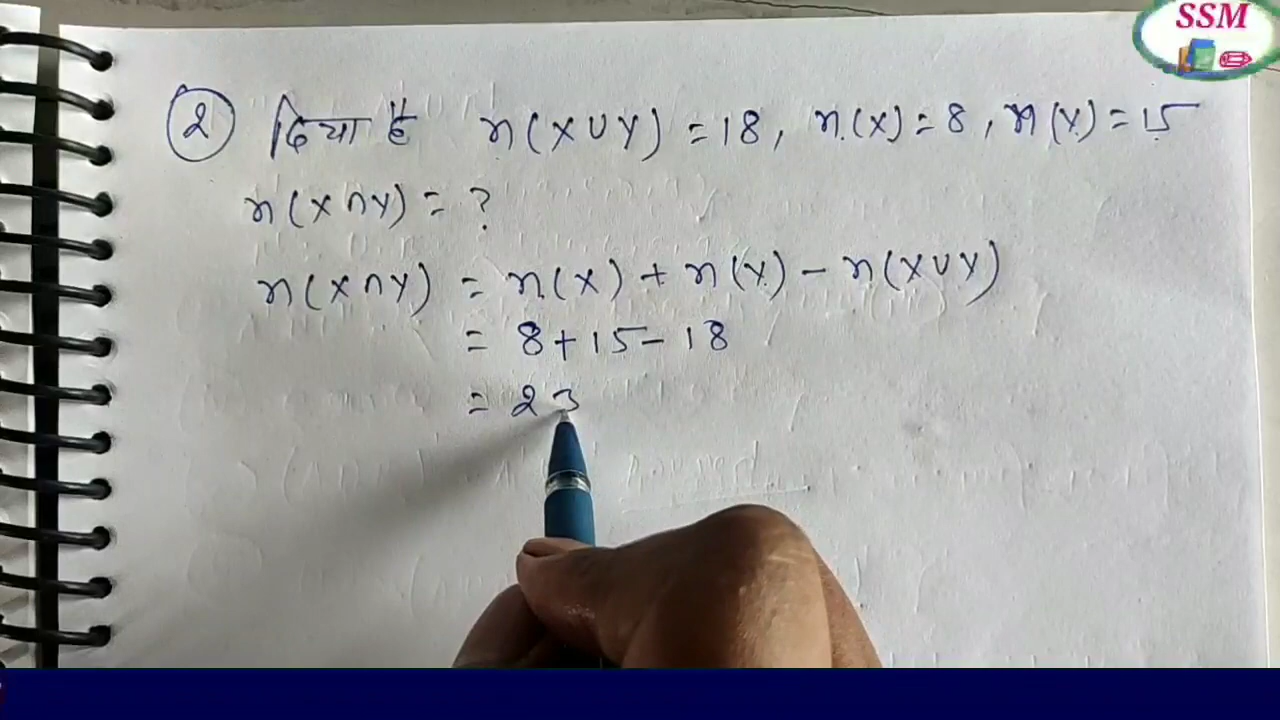 SSM
② दिया है n(X∪Y) = 18, n(X) = 8, n(Y) = 15
n(X∩Y) = ?
n(X∩Y) = n(X) + n(Y) - n(X∪Y)
= 8 + 15 - 18
= 23